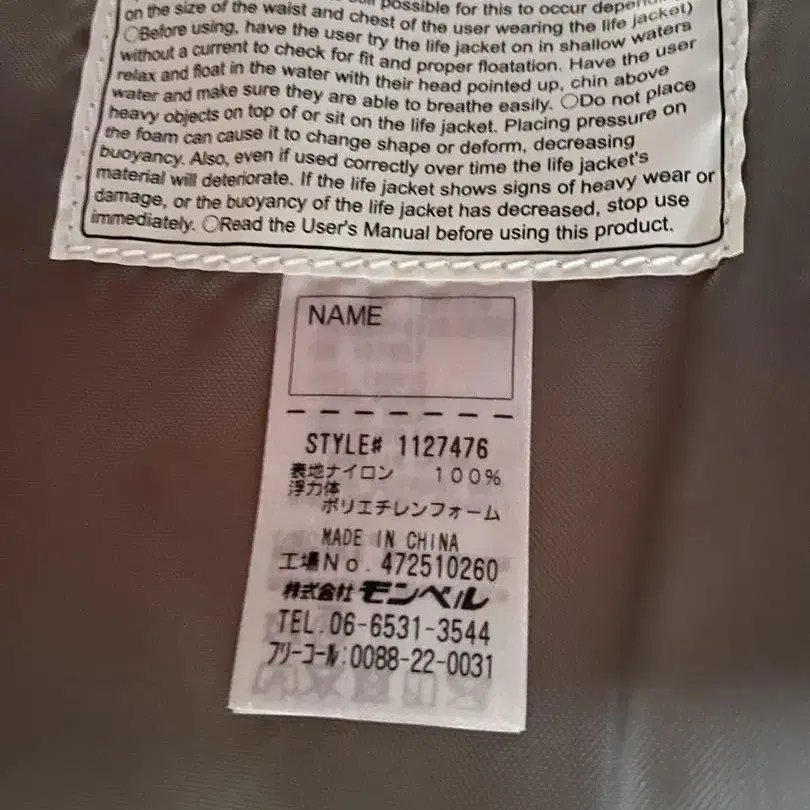 possible for this to occur
on the size of the waist and chest of the user wearing the life jacket)
○Before using, have the user try the life jacket on in shallow waters
without a current to check for fit and proper floatation. Have the user
relax and float in the water with their head pointed up, chin above
water and make sure they are able to breathe easily. ○Do not place
heavy objects on top of or sit on the life jacket. Placing pressure on
the foam can cause it to change shape or deform, decreasing
buoyancy. Also, even if used correctly over time the life jacket's
material will deteriorate. If the life jacket shows signs of heavy wear or
damage, or the buoyancy of the life jacket has decreased, stop use
immediately. ○Read the User's Manual before using this product.
NAME
STYLE# 1127476
表地ナイロン 100%
浮力体
ポリエチレンフォーム
MADE IN CHINA
工場No. 472510260
株式会社モンベル
TEL.06-6531-3544
フリーコール:0088-22-0031